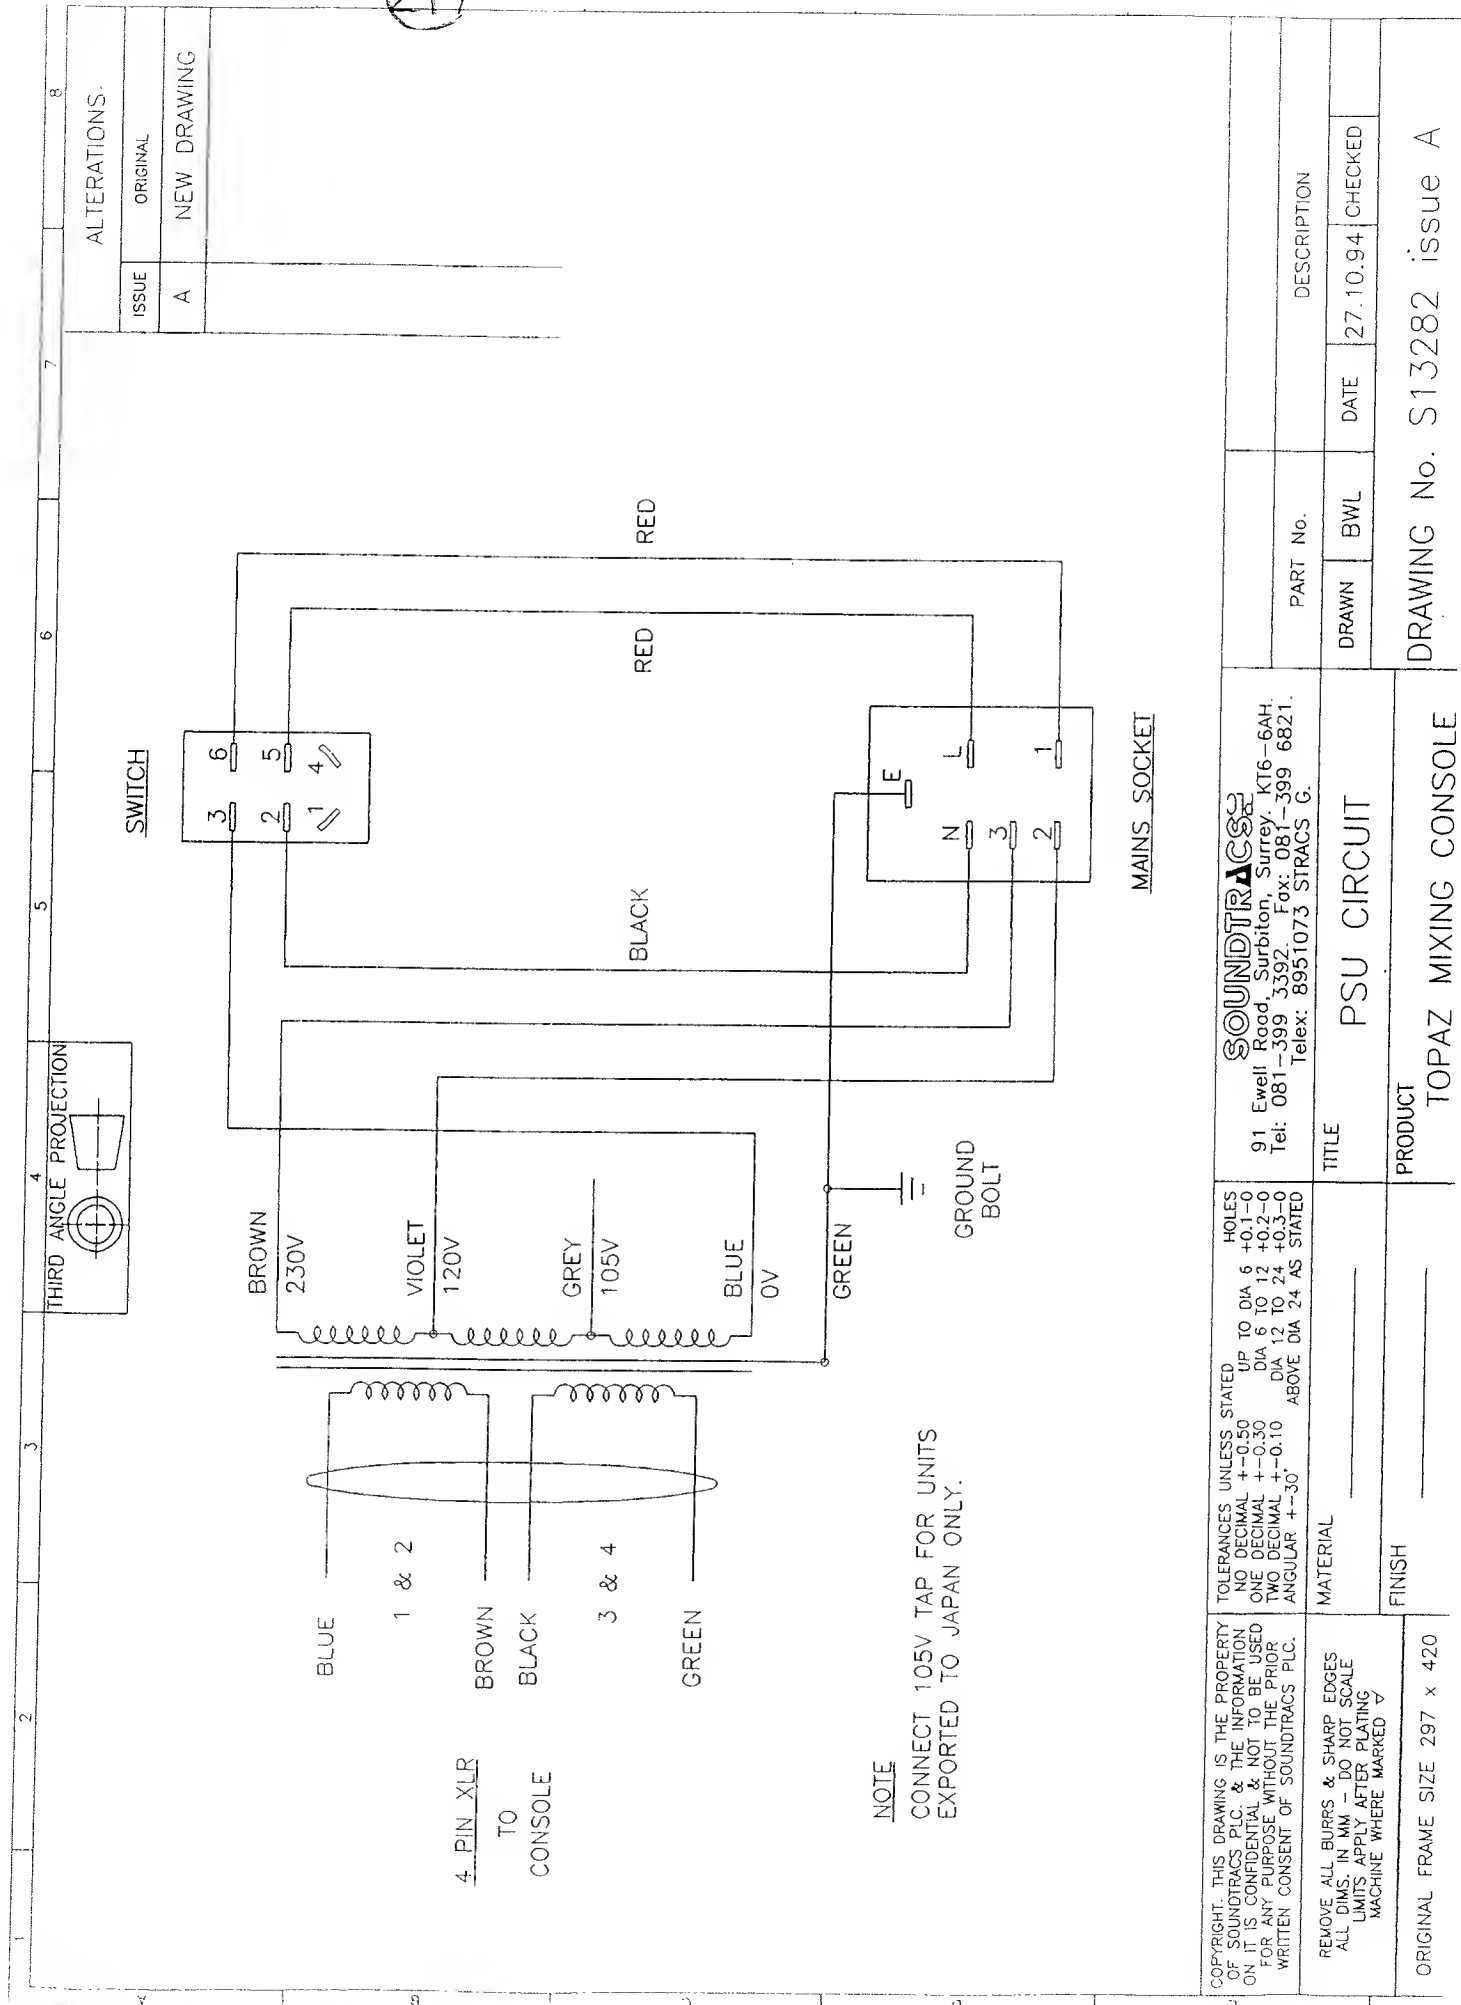 1 2 3 4 5 6 7 8
THIRD ANGLE PROJECTION
ALTERATIONS.
ISSUE ORIGINAL
A NEW DRAWING
SWITCH
3 6
2 5
1 4
BROWN
230V
VIOLET
120V
GREY
105V
BLUE
0V
GREEN
GROUND
BOLT
BLACK
RED
RED
E
N L
3
2 1
MAINS SOCKET
4 PIN XLR
TO
CONSOLE
BLUE
1 & 2
BROWN
BLACK
3 & 4
GREEN
NOTE
CONNECT 105V TAP FOR UNITS
EXPORTED TO JAPAN ONLY.
COPYRIGHT. THIS DRAWING IS THE PROPERTY
OF SOUNDTRACS PLC. & THE INFORMATION
ON IT IS CONFIDENTIAL & NOT TO BE USED
FOR ANY PURPOSE WITHOUT THE PRIOR
WRITTEN CONSENT OF SOUNDTRACS PLC.
REMOVE ALL BURRS & SHARP EDGES
ALL DIMS. IN MM – DO NOT SCALE
LIMITS APPLY AFTER PLATING
MACHINE WHERE MARKED
ORIGINAL FRAME SIZE 297 x 420
TOLERANCES UNLESS STATED HOLES
NO DECIMAL +-0.50 UP TO DIA 6 +0.1-0
ONE DECIMAL +-0.30 DIA 6 TO 12 +0.2-0
TWO DECIMAL +-0.10 DIA 12 TO 24 +0.3-0
ANGULAR +-30' ABOVE DIA 24 AS STATED
MATERIAL
FINISH
SOUNDTRACS
91 Ewell Road, Surbiton, Surrey. KT6-6AH.
Tel: 081-399 3392. Fax: 081-399 6821.
Telex: 8951073 STRACS G.
TITLE
PSU CIRCUIT
PRODUCT
TOPAZ MIXING CONSOLE
PART No. DESCRIPTION
DRAWN BWL DATE 27.10.94 CHECKED
DRAWING No. S13282 issue A